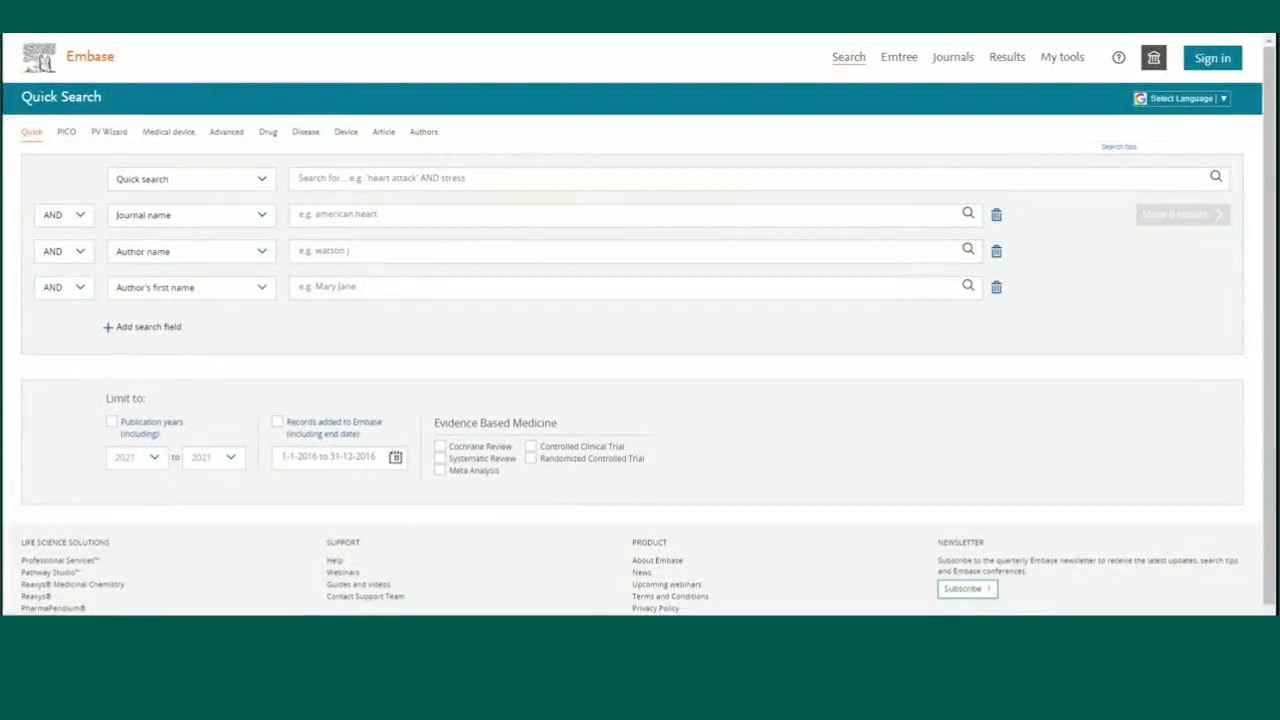 Embase
Search Emtree Journals Results My tools ? Sign in
Quick Search
G Select Language | ▼
Quick PICO PV Wizard Medical device Advanced Drug Disease Device Article Authors
Search tips
Quick search Search for... e.g. 'heart attack' AND stress
AND Journal name e.g. american heart Show 0 results
AND Author name e.g. watson j
AND Author's first name e.g. Mary Jane
+ Add search field
Limit to:
Publication years
(including):
2021 to 2021
Records added to Embase
(including end date):
1-1-2016 to 31-12-2016
Evidence Based Medicine
Cochrane Review Controlled Clinical Trial
Systematic Review Randomized Controlled Trial
Meta Analysis
LIFE SCIENCE SOLUTIONS
Professional Services™
Pathway Studio™
Reaxys® Medicinal Chemistry
Reaxys®
PharmaPendium®
SUPPORT
Help
Webinars
Guides and videos
Contact Support Team
PRODUCT
About Embase
News
Upcoming webinars
Terms and Conditions
Privacy Policy
NEWSLETTER
Subscribe to the quarterly Embase newsletter to receive the latest updates, search tips
and Embase conferences.
Subscribe